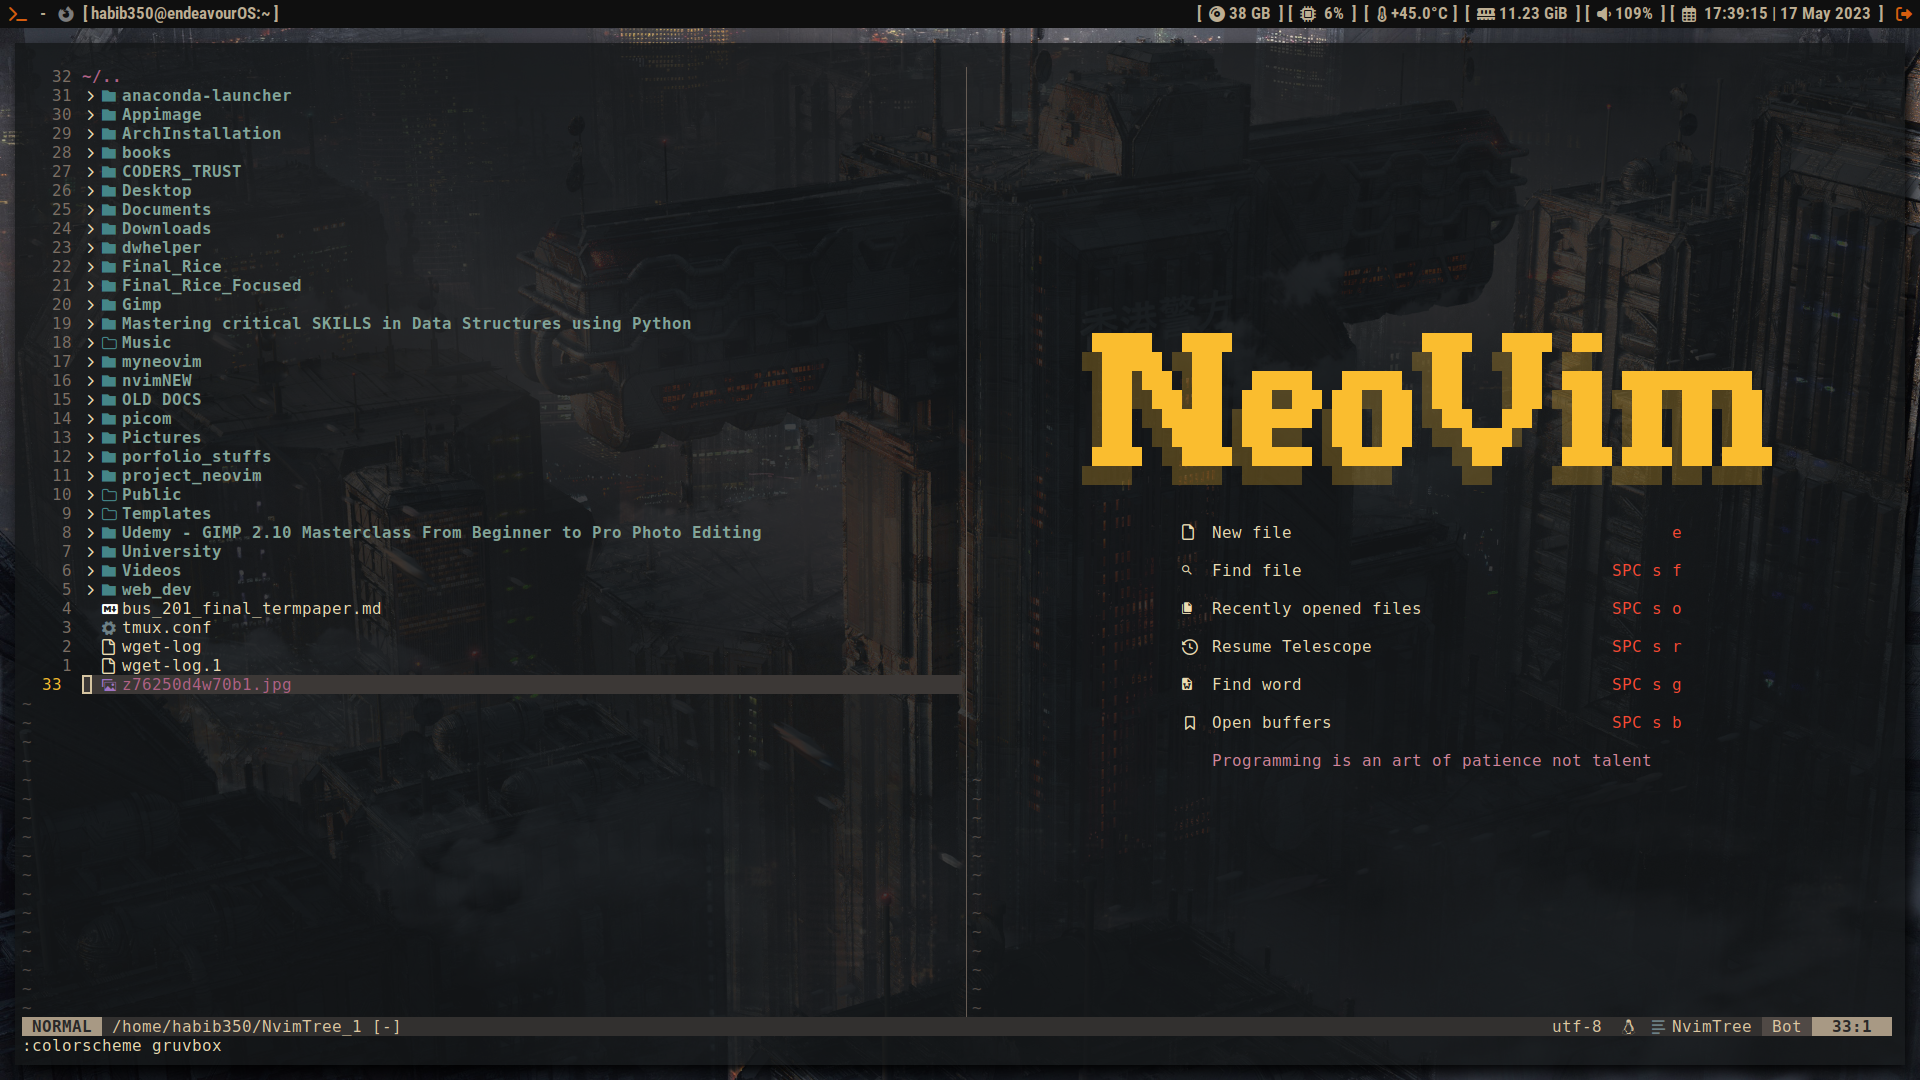 - [habib350@endeavourOS:~] [ 38 GB ] [ 6% ] [ +45.0°C ] [ 11.23 GiB ] [ 109% ] [ 17:39:15 | 17 May 2023 ]
32 ~/..
31 > anaconda-launcher
30 > Appimage
29 > ArchInstallation
28 > books
27 > CODERS_TRUST
26 > Desktop
25 > Documents
24 > Downloads
23 > dwhelper
22 > Final_Rice
21 > Final_Rice_Focused
20 > Gimp
19 > Mastering critical SKILLS in Data Structures using Python
18 > Music
17 > myneovim
16 > nvimNEW
15 > OLD DOCS
14 > picom
13 > Pictures
12 > porfolio_stuffs
11 > project_neovim
10 > Public
9 > Templates
8 > Udemy - GIMP 2.10 Masterclass From Beginner to Pro Photo Editing
7 > University
6 > Videos
5 > web_dev
4 bus_201_final_termpaper.md
3 tmux.conf
2 wget-log
1 wget-log.1
33 z76250d4w70b1.jpg
香港警方
NeoVim
New file e
Find file SPC s f
Recently opened files SPC s o
Resume Telescope SPC s r
Find word SPC s g
Open buffers SPC s b
Programming is an art of patience not talent
NORMAL /home/habib350/NvimTree_1 [-] utf-8 NvimTree Bot 33:1
:colorscheme gruvbox